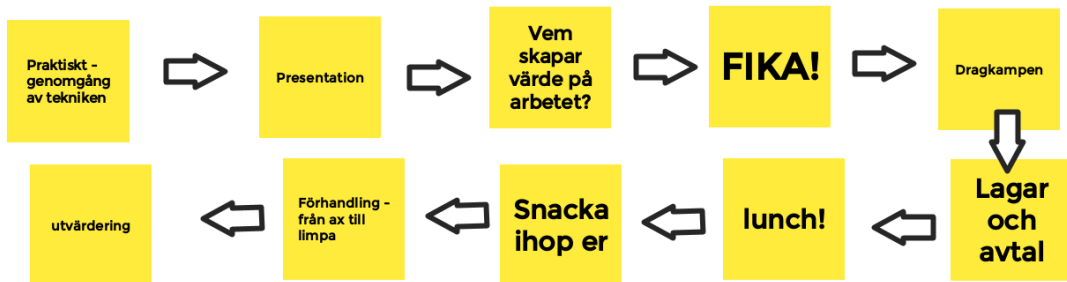 Praktiskt -
genomgång
av tekniken
Presentation
Vem
skapar
värde på
arbetet?
FIKA!
Dragkampen
Lagar
och
avtal
lunch!
Snacka
ihop er
Förhandling -
från ax till
limpa
utvärdering